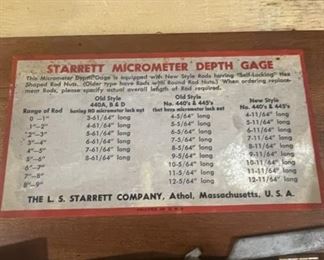 STARRETT MICROMETER DEPTH GAGE
This Micrometer Depth Gage is equipped with New Style Rods having "Self-Locking" Hex
Shaped Rod Nuts. (Older type have Rods with Round Rod Nuts.) When ordering replace-
ment Rods, please specify actual overall length of Rod required.
Old Style Old Style New Style
440A, B & D No. 440's & 445's No. 440's & 445's
Range of Rod having NO micrometer lock nut that have micrometer lock nut
0 —1" 3-61/64" long 4-5/64" long 4-11/64" long
1"—2" 4-61/64" long 5-5/64" long 5-11/64" long
2"—3" 5-61/64" long 6-5/64" long 6-11/64" long
3"—4" 6-61/64" long 7-5/64" long 7-11/64" long
4"—5" 7-61/64" long 8-5/64" long 8-11/64" long
5"—6" 8-61/64" long 9-5/64" long 9-11/64" long
6"—7" 10-5/64" long 10-11/64" long
7"—8" 11-5/64" long 11-11/64" long
8"—9" 12-5/64" long 12-11/64" long
THE L. S. STARRETT COMPANY, Athol, Massachusetts, U. S. A.